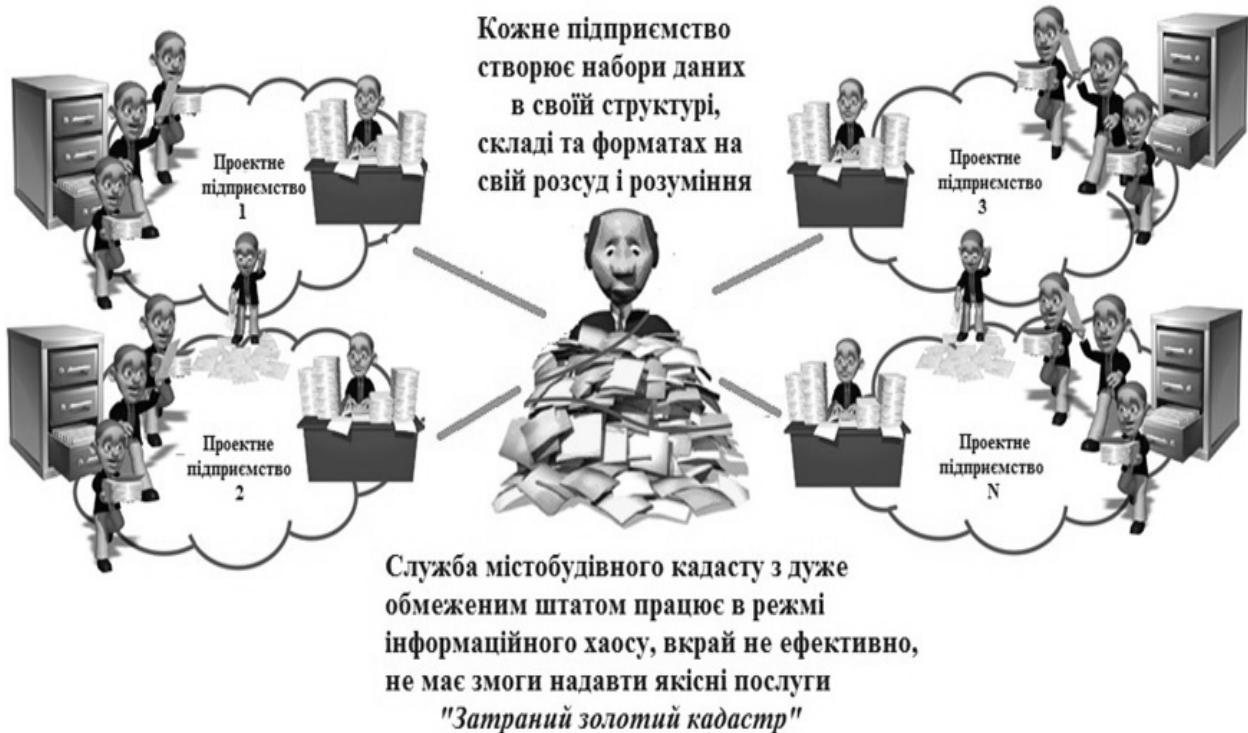 Кожне підприємство
створює набори даних
в своїй структурі,
складі та форматах на
свій розсуд і розуміння
Проектне
підприємство
1
Проектне
підприємство
3
Проектне
підприємство
2
Проектне
підприємство
N
Служба містобудівного кадасту з дуже
обмеженим штатом працює в режмі
інформаційного хаосу, вкрай не ефективно,
не має змоги надавти якісні послуги
"Затраний золотий кадастр"